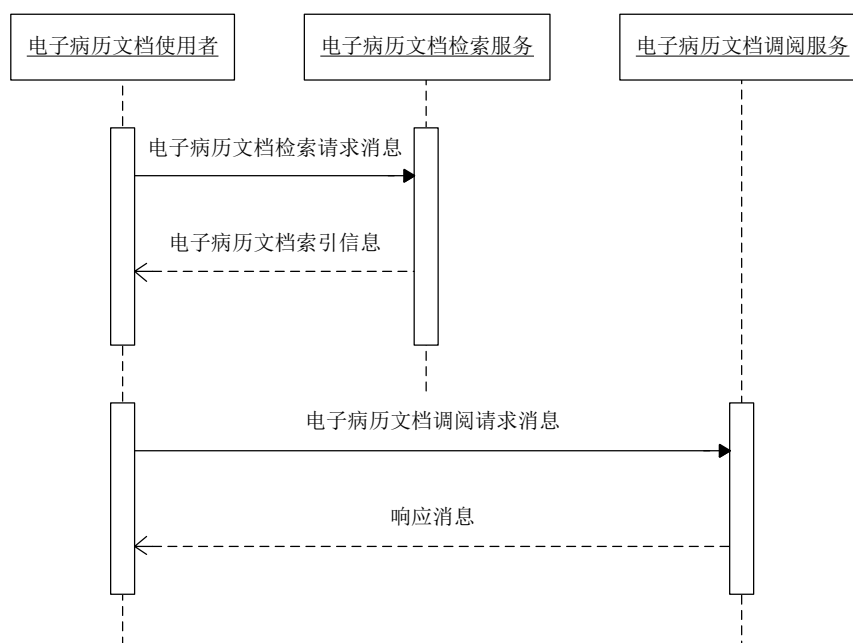 电子病历文档使用者
电子病历文档检索服务
电子病历文档调阅服务
电子病历文档检索请求消息
电子病历文档索引信息
电子病历文档调阅请求消息
响应消息